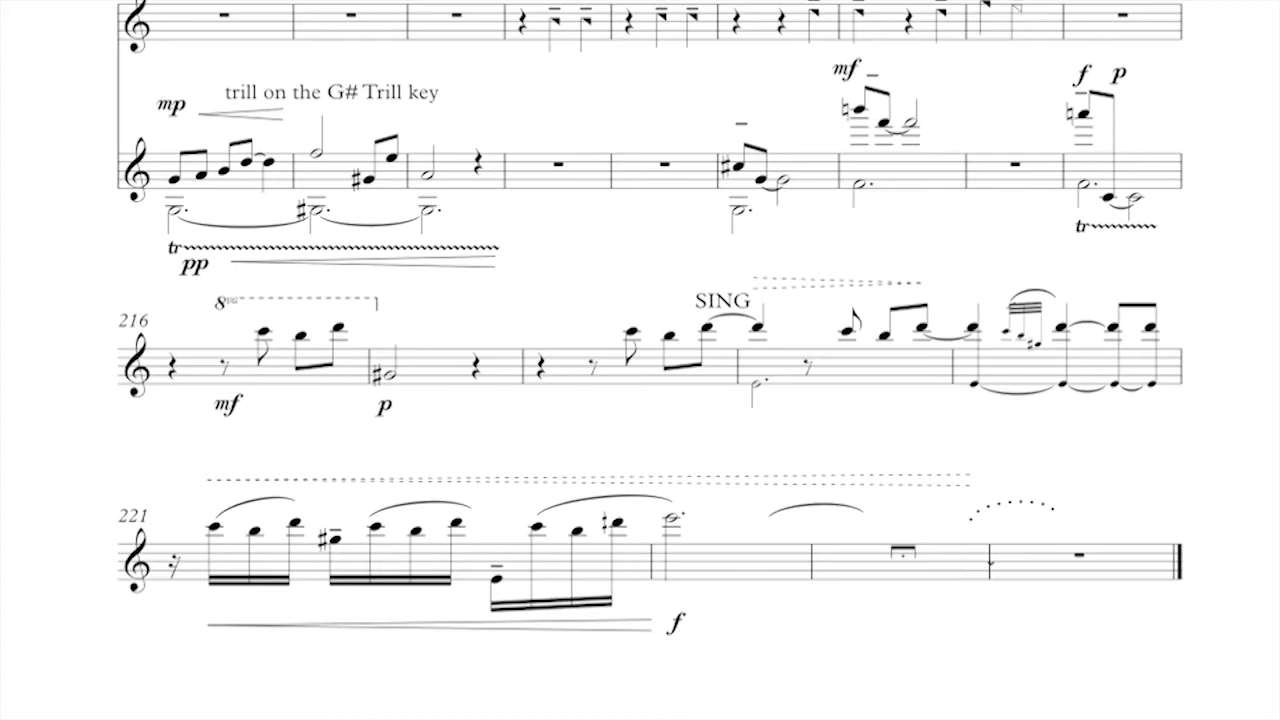 mf
f p
mp trill on the G# Trill key
tr
tr
pp
8va
SING
216
mf p
221
f